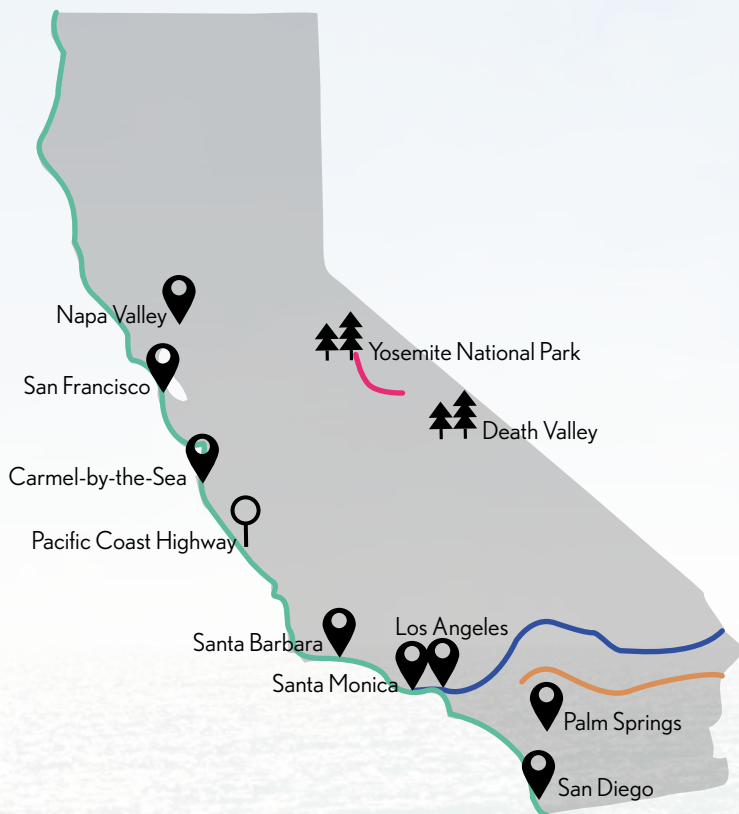 Napa Valley
Yosemite National Park
San Francisco
Death Valley
Carmel-by-the-Sea
Pacific Coast Highway
Los Angeles
Santa Barbara
Santa Monica
Palm Springs
San Diego